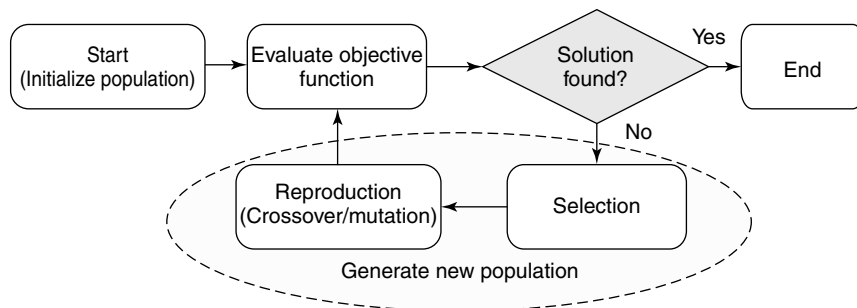 Start
(Initialize population)
Evaluate objective
function
Solution
found?
Yes
End
No
Reproduction
(Crossover/mutation)
Selection
Generate new population